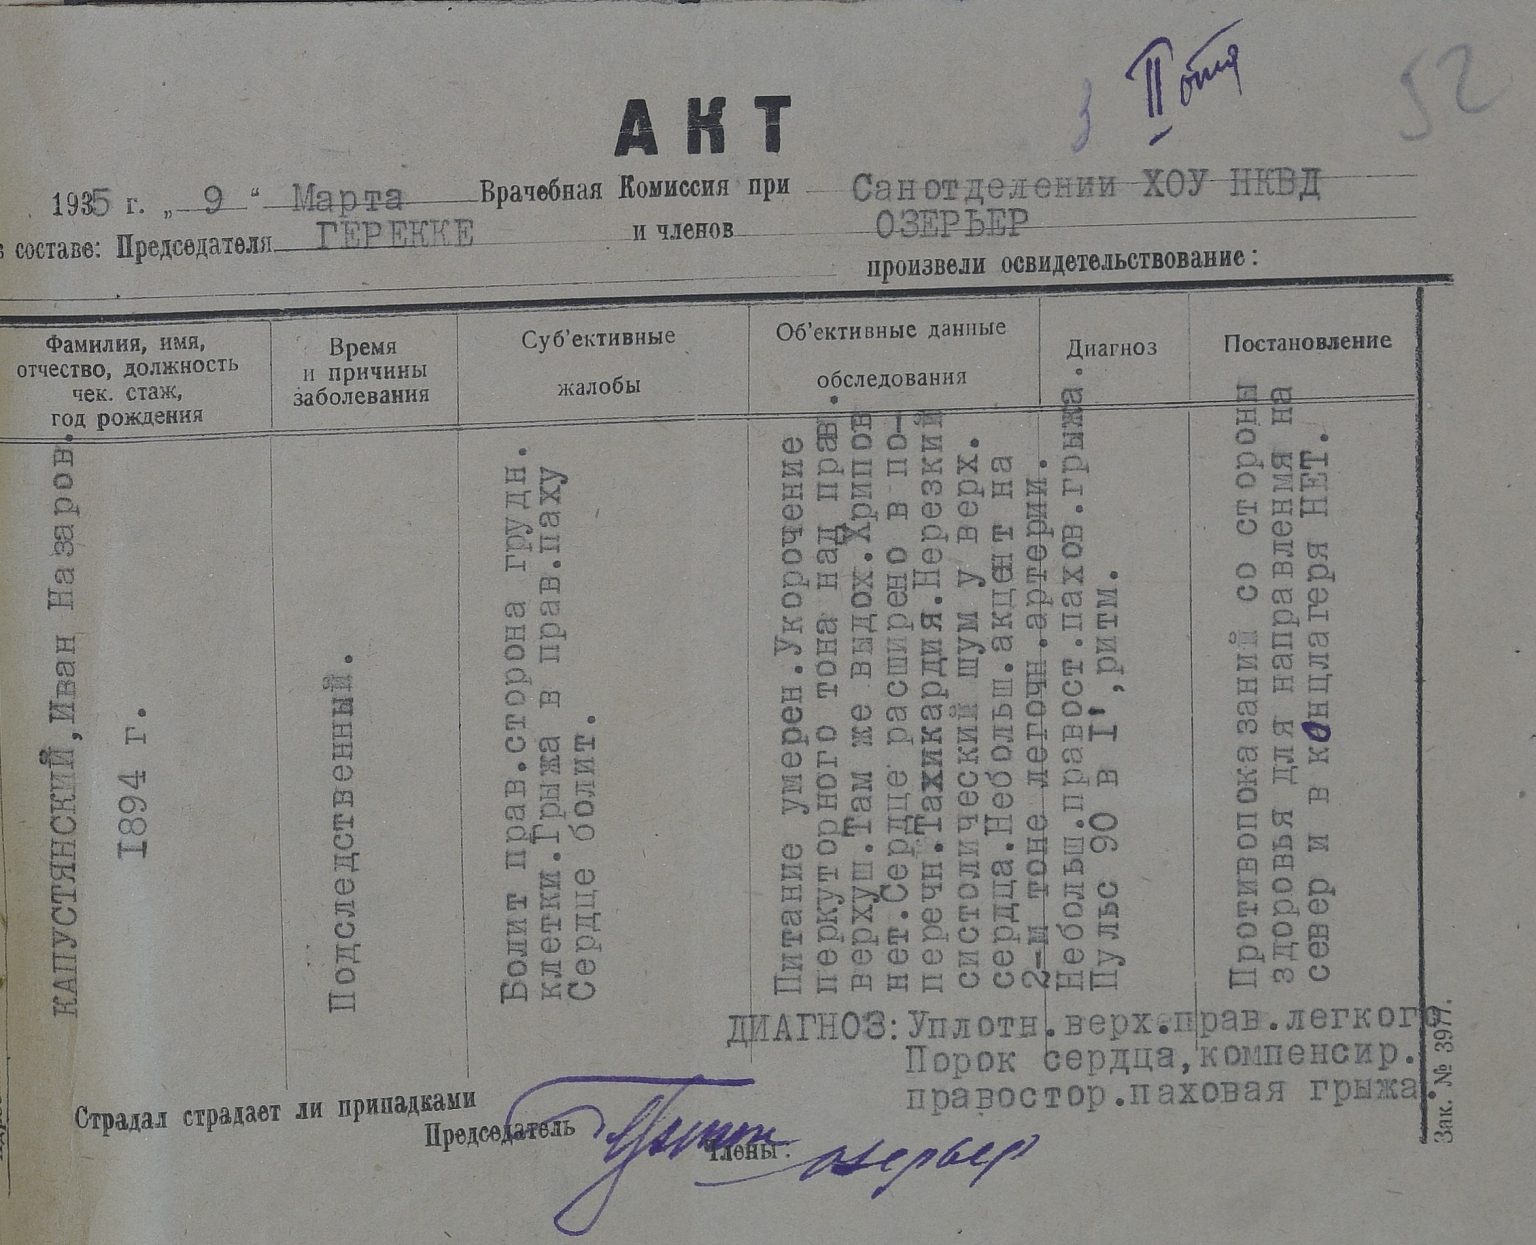 II отд
52
АКТ
1935 г. „ 9 “ Марта Врачебная Комиссия при Санотделении ХОУ НКВД
в составе: Председателя ГЕРЕККЕ и членов ОЗЕРЬЕР
произвели освидетельствование:
Фамилия, имя,
отчество, должность
чек. стаж,
год рождения
Время
и причины
заболевания
Суб'ективные
жалобы
Об'ективные данные
обследования
Диагноз
Постановление
КАПУСТЯНСКИЙ,Иван Назаров.
1894 г.
Подследственный.
Болит прав.сторона грудн.
клетки.Грыжа в прав.паху
Сердце болит.
Питание умерен.Укорочение
перкуторного тона над прав.
верхуш.Там же выдох.Хрипов
нет.Сердце расширено в по-
перечн.Тахикардия.Нерезкий
систолический шум у верх.
сердца.Небольш.акцент на
2-м тоне легочн.артерии.
Небольш.правост.пахов.грыжа.
Пульс 90 в I',ритм.
Противопоказаний со стороны
здоровья для направления на
север и в концлагеря НЕТ.
ДИАГНОЗ:Уплотн.верх.прав.легкого
Порок сердца,компенсир.
правостор.паховая грыжа.
Страдал страдает ли припадками
Председатель
Члены:
озерьер
Зак. № 3977.